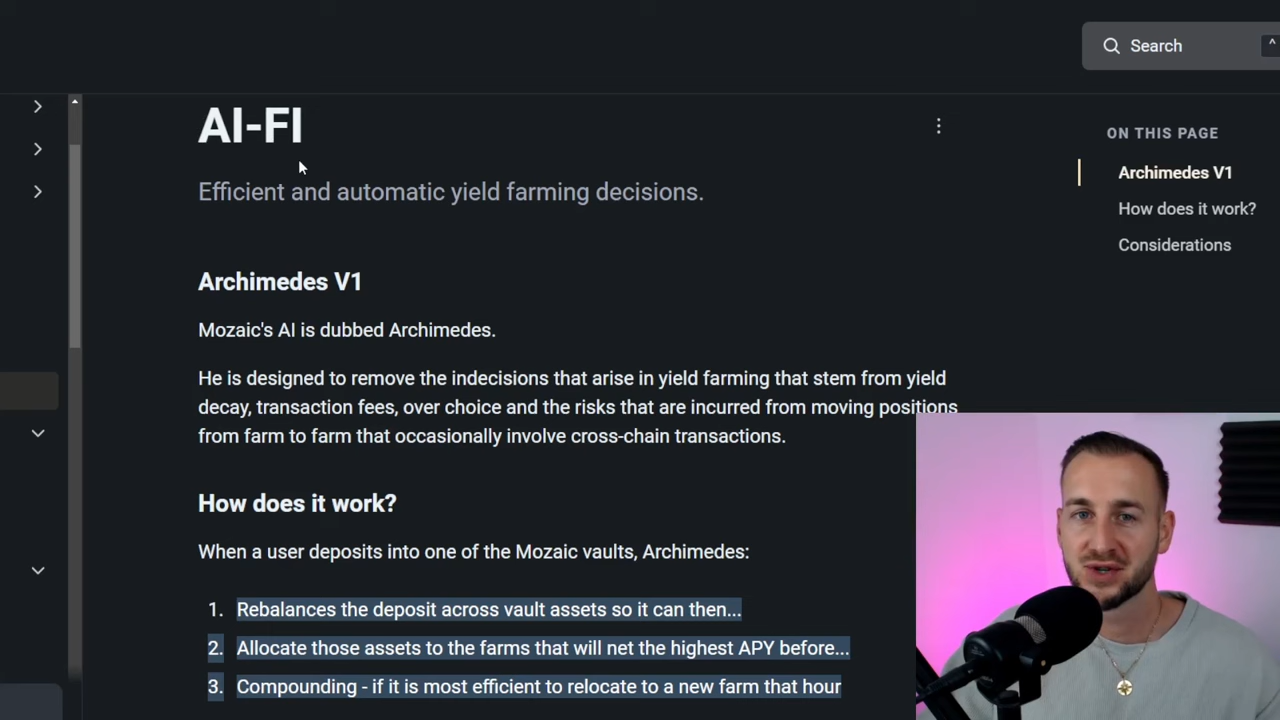 Search
^
AI-FI
Efficient and automatic yield farming decisions.
ON THIS PAGE
Archimedes V1
How does it work?
Considerations
Archimedes V1
Mozaic's AI is dubbed Archimedes.
He is designed to remove the indecisions that arise in yield farming that stem from yield
decay, transaction fees, over choice and the risks that are incurred from moving positions
from farm to farm that occasionally involve cross-chain transactions.
How does it work?
When a user deposits into one of the Mozaic vaults, Archimedes:
1. Rebalances the deposit across vault assets so it can then...
2. Allocate those assets to the farms that will net the highest APY before...
3. Compounding - if it is most efficient to relocate to a new farm that hour